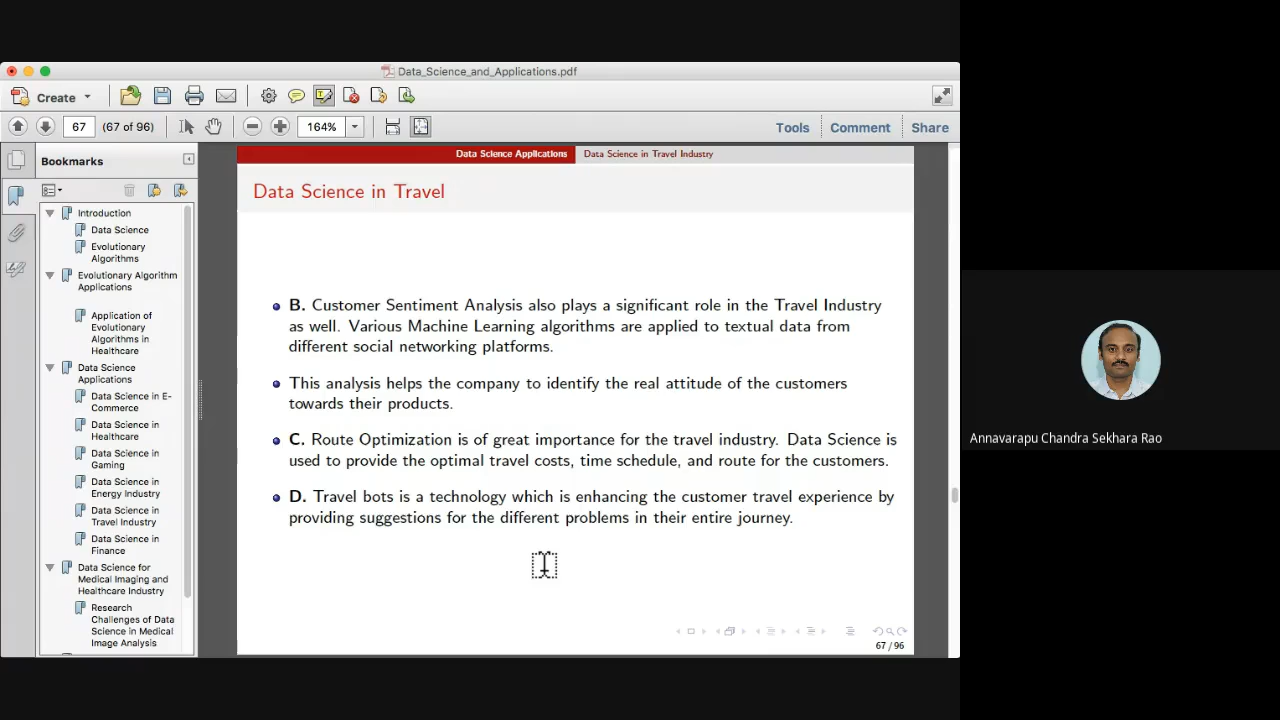 Data_Science_and_Applications.pdf
Create
67 (67 of 96) 164% Tools Comment Share
Bookmarks
Introduction
Data Science
Evolutionary
Algorithms
Evolutionary Algorithm
Applications
Application of
Evolutionary
Algorithms in
Healthcare
Data Science
Applications
Data Science in E-
Commerce
Data Science in
Healthcare
Data Science in
Gaming
Data Science in
Energy Industry
Data Science in
Travel Industry
Data Science in
Finance
Data Science for
Medical Imaging and
Healthcare Industry
Research
Challenges of Data
Science in Medical
Image Analysis
Data Science Applications Data Science in Travel Industry
Data Science in Travel
B. Customer Sentiment Analysis also plays a significant role in the Travel Industry
as well. Various Machine Learning algorithms are applied to textual data from
different social networking platforms.
This analysis helps the company to identify the real attitude of the customers
towards their products.
C. Route Optimization is of great importance for the travel industry. Data Science is
used to provide the optimal travel costs, time schedule, and route for the customers.
D. Travel bots is a technology which is enhancing the customer travel experience by
providing suggestions for the different problems in their entire journey.
67 / 96
Annavarapu Chandra Sekhara Rao